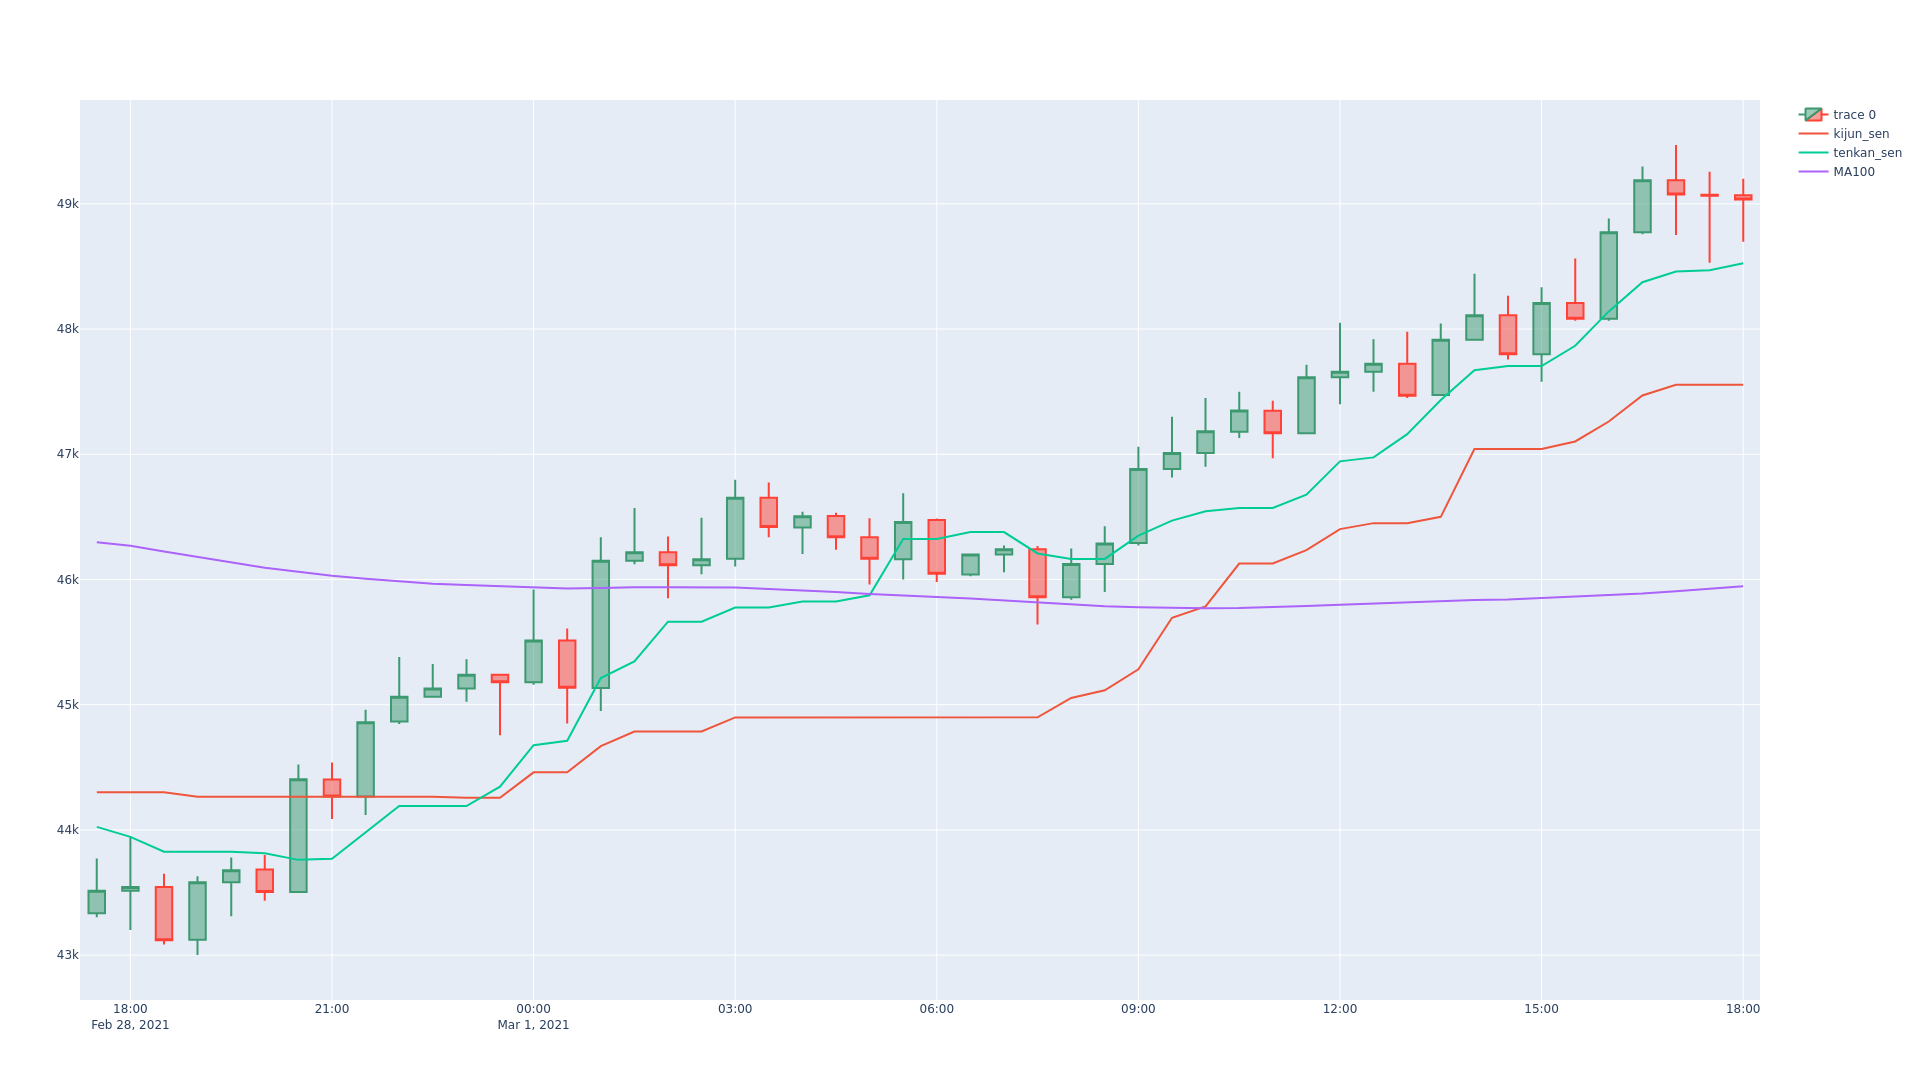 trace 0
kijun_sen
tenkan_sen
MA100
49k
48k
47k
46k
45k
44k
43k
18:00 21:00 00:00 03:00 06:00 09:00 12:00 15:00 18:00
Feb 28, 2021 Mar 1, 2021